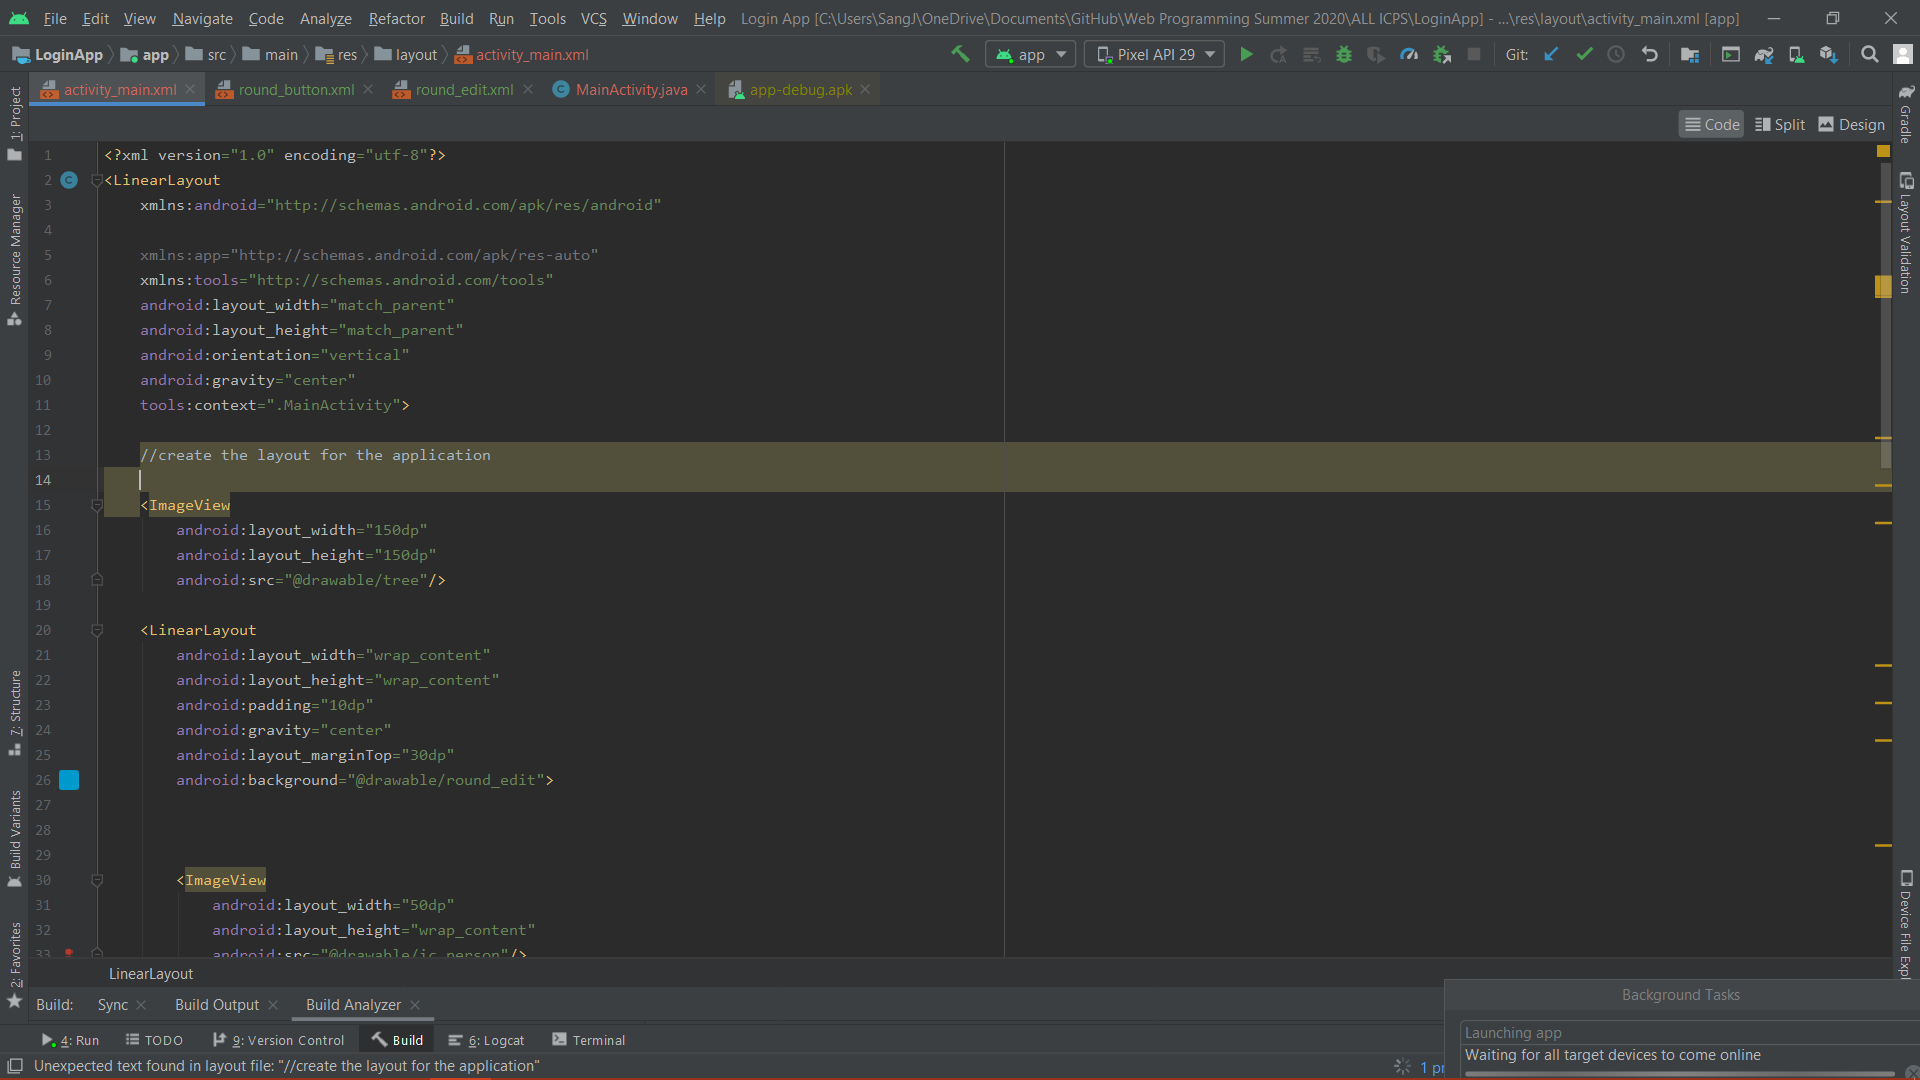 File Edit View Navigate Code Analyze Refactor Build Run Tools VCS Window Help Login App [C:\Users\SangJ\OneDrive\Documents\GitHub\Web Programming Summer 2020\ALL ICPS\LoginApp] - ...\res\layout\activity_main.xml [app]
LoginApp app src main res layout activity_main.xml app Pixel API 29 Git:
activity_main.xml round_button.xml round_edit.xml MainActivity.java app-debug.apk
Code Split Design
1 <?xml version="1.0" encoding="utf-8"?>
2 <LinearLayout
3 xmlns:android="http://schemas.android.com/apk/res/android"
4
5 xmlns:app="http://schemas.android.com/apk/res-auto"
6 xmlns:tools="http://schemas.android.com/tools"
7 android:layout_width="match_parent"
8 android:layout_height="match_parent"
9 android:orientation="vertical"
10 android:gravity="center"
11 tools:context=".MainActivity">
12
13 //create the layout for the application
14
15 <ImageView
16 android:layout_width="150dp"
17 android:layout_height="150dp"
18 android:src="@drawable/tree"/>
19
20 <LinearLayout
21 android:layout_width="wrap_content"
22 android:layout_height="wrap_content"
23 android:padding="10dp"
24 android:gravity="center"
25 android:layout_marginTop="30dp"
26 android:background="@drawable/round_edit">
27
28
29
30 <ImageView
31 android:layout_width="50dp"
32 android:layout_height="wrap_content"
33 android:src="@drawable/ic_person"/>
LinearLayout
Build: Sync Build Output Build Analyzer
4: Run TODO 9: Version Control Build 6: Logcat Terminal
Unexpected text found in layout file: "//create the layout for the application"
1 pr
Background Tasks
Launching app
Waiting for all target devices to come online
1: Project
Resource Manager
7: Structure
Build Variants
2: Favorites
Gradle
Layout Validation
Device File Expl